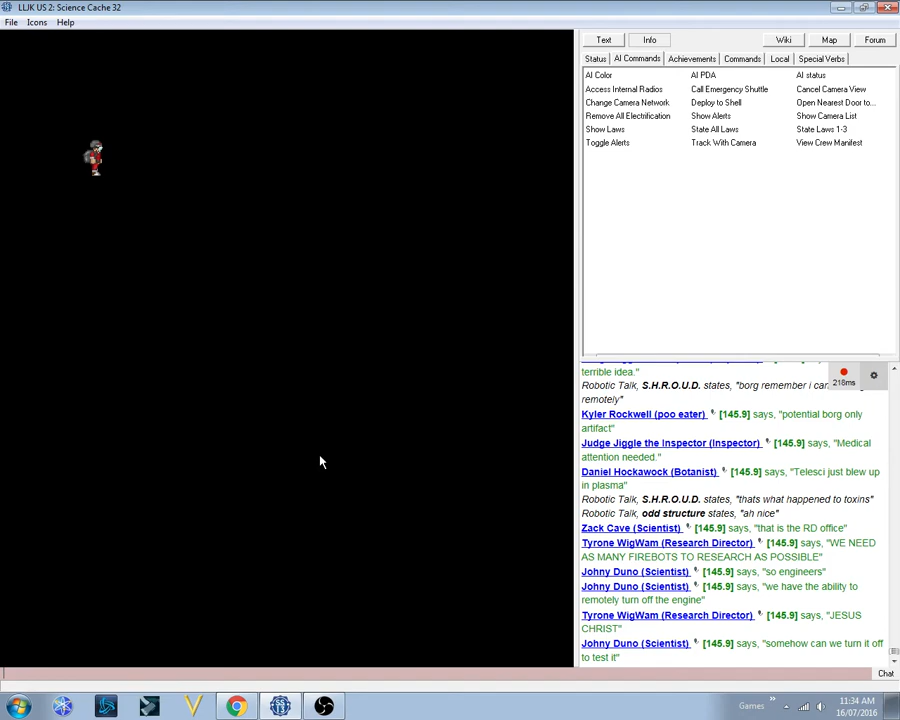 LLJK US 2: Science Cache 32
File Icons Help
Text Info Wiki Map Forum
Status AI Commands Achievements Commands Local Special Verbs
AI Color AI PDA AI status
Access Internal Radios Call Emergency Shuttle Cancel Camera View
Change Camera Network Deploy to Shell Open Nearest Door to...
Remove All Electrification Show Alerts Show Camera List
Show Laws State All Laws State Laws 1-3
Toggle Alerts Track With Camera View Crew Manifest
terrible idea."
218ms
Robotic Talk, S.H.R.O.U.D. states, "borg remember i can
remotely"
Kyler Rockwell (poo eater) [145.9] says, "potential borg only
artifact"
Judge Jiggle the Inspector (Inspector) [145.9] says, "Medical
attention needed."
Daniel Hockawock (Botanist) [145.9] says, "Telesci just blew up
in plasma"
Robotic Talk, S.H.R.O.U.D. states, "thats what happened to toxins"
Robotic Talk, odd structure states, "ah nice"
Zack Cave (Scientist) [145.9] says, "that is the RD office"
Tyrone WigWam (Research Director) [145.9] says, "WE NEED
AS MANY FIREBOTS TO RESEARCH AS POSSIBLE"
Johny Duno (Scientist) [145.9] says, "so engineers"
Johny Duno (Scientist) [145.9] says, "we have the ability to
remotely turn off the engine"
Tyrone WigWam (Research Director) [145.9] says, "JESUS
CHRIST"
Johny Duno (Scientist) [145.9] says, "somehow can we turn it off
to test it"
Chat
Games
11:34 AM
16/07/2016